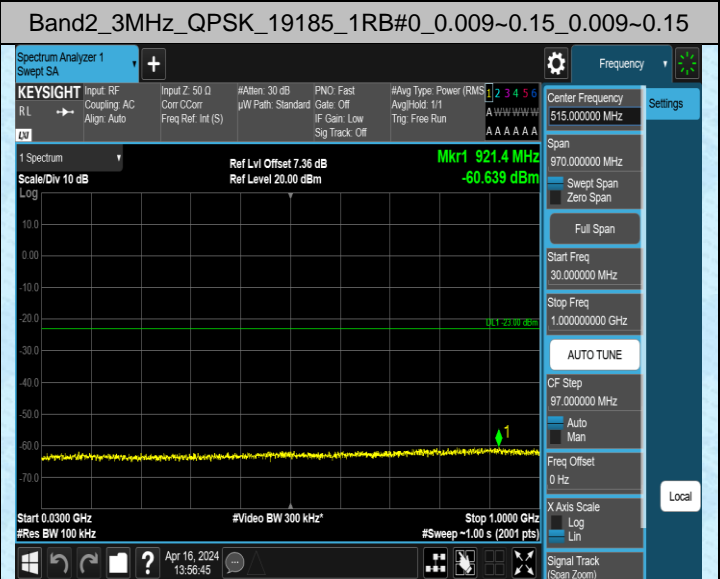 Band2_3MHz_QPSK_19185_1RB#0_0.009~0.15_0.009~0.15
Spectrum Analyzer 1
Swept SA
+
Frequency
KEYSIGHT
RL
Input: RF
Coupling: AC
Align: Auto
Input Z: 50 Ω
Corr CCorr
Freq Ref: Int (S)
#Atten: 30 dB
µW Path: Standard
PNO: Fast
Gate: Off
IF Gain: Low
Sig Track: Off
#Avg Type: Power (RMS
Avg|Hold: 1/1
Trig: Free Run
1 2 3 4 5 6
A W W W W W
A A A A A A
LXI
1 Spectrum
Scale/Div 10 dB
Log
Ref Lvl Offset 7.36 dB
Ref Level 20.00 dBm
Mkr1 921.4 MHz
-60.639 dBm
10.0
0.00
-10.0
-20.0
-30.0
-40.0
-50.0
-60.0
-70.0
DL1 -23.00 dBm
1
Start 0.0300 GHz
#Res BW 100 kHz
#Video BW 300 kHz*
Stop 1.0000 GHz
#Sweep ~1.00 s (2001 pts)
Center Frequency
515.000000 MHz
Span
970.000000 MHz
Swept Span
Zero Span
Full Span
Start Freq
30.000000 MHz
Stop Freq
1.000000000 GHz
AUTO TUNE
CF Step
97.000000 MHz
Auto
Man
Freq Offset
0 Hz
X Axis Scale
Log
Lin
Signal Track
(Span Zoom)
Settings
Local
?
Apr 16, 2024
13:56:45